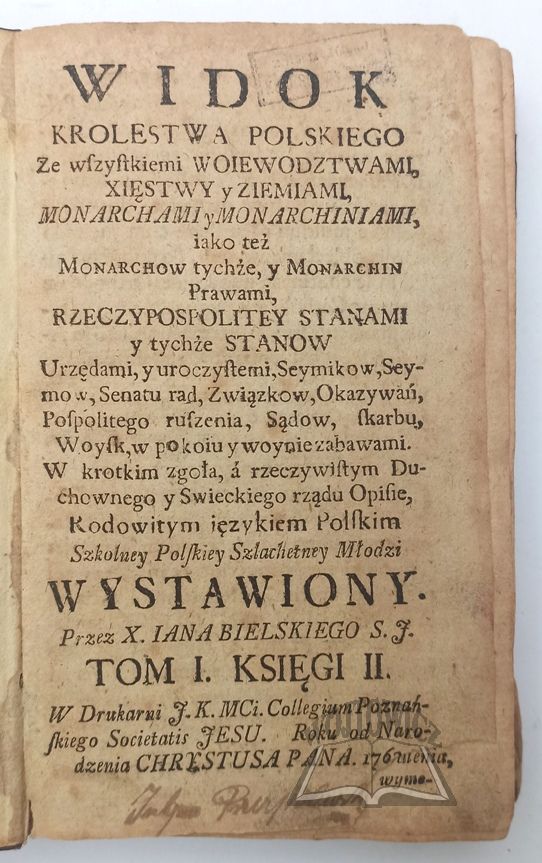 WIDOK
KROLESTWA POLSKIEGO
Ze wſzyſtkiemi WOIEWODZTWAMI,
XIĘSTWY y ZIEMIAMI,
MONARCHAMI y MONARCHINIAMI,
iako też
MONARCHOW tychże, y MONARCHIN
Prawami,
RZECZYPOSPOLITEY STANAMI
y tychże STANOW
Urzędami, y uroczyſtemi, Seymikow, Sey-
mow, Senatu rad, Związkow, Okazywań,
Poſpolitego ruſzenia, Sądow, ſkarbu,
Woyſk, w pokoiu y woynie zabawami.
W krotkim zgoła, á rzeczywiſtym Du-
chownego y Swieckiego rządu Opiſie,
Rodowitym ięzykiem Polſkim
Szkolney Polſkiey Szlachetney Młodzi
WYSTAWIONY.
Przez X. IANA BIELSKIEGO S. J.
TOM I. KSIĘGI II.
W Drukarni J. K. MCi. Collegium Poznań-
ſkiego Societatis JESU. Roku od Naro-
dzenia CHRYSTUSA PANA.